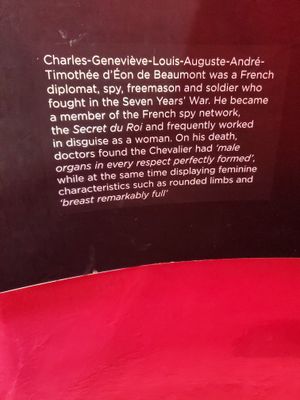 Charles-Geneviève-Louis-Auguste-André-
Timothée d'Éon de Beaumont was a French
diplomat, spy, freemason and soldier who
fought in the Seven Years' War. He became
a member of the French spy network,
the Secret du Roi and frequently worked
in disguise as a woman. On his death,
doctors found the Chevalier had 'male
organs in every respect perfectly formed',
while at the same time displaying feminine
characteristics such as rounded limbs and
'breast remarkably full'